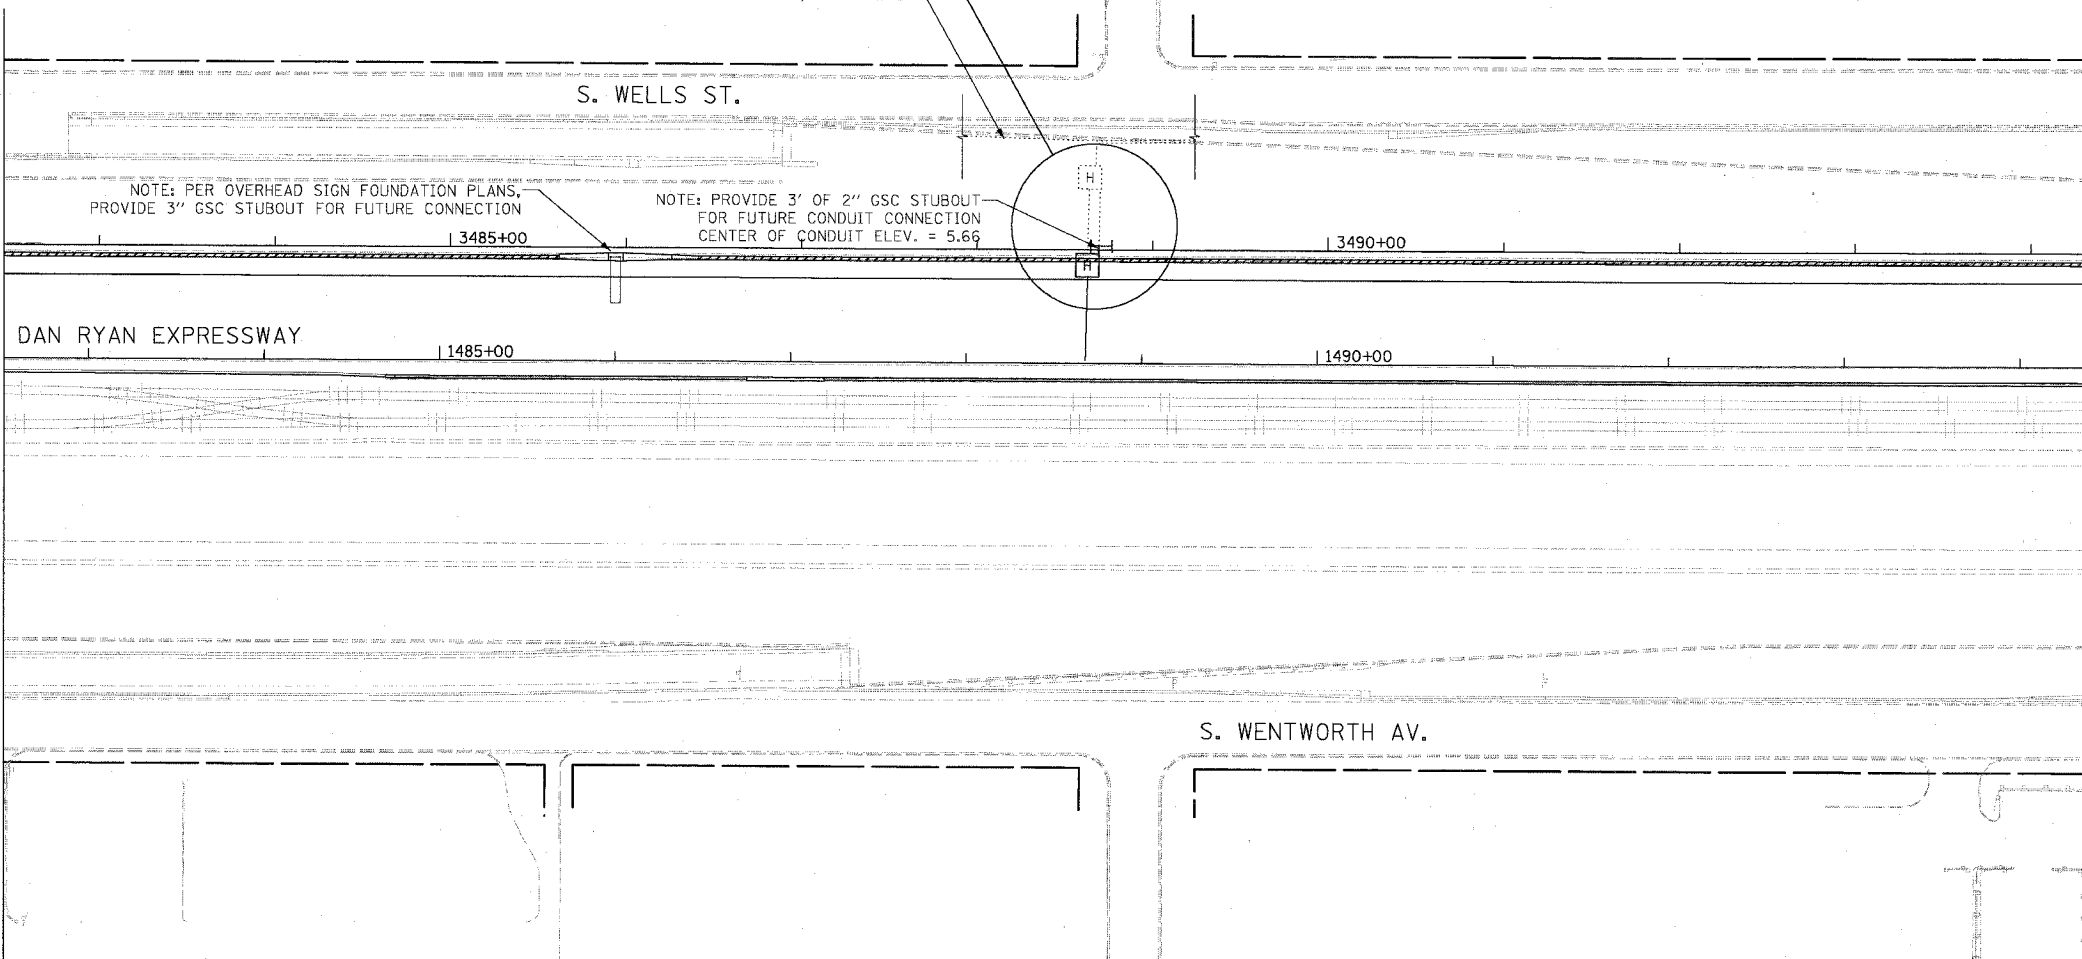 S. WELLS ST.
NOTE: PER OVERHEAD SIGN FOUNDATION PLANS,
PROVIDE 3" GSC STUBOUT FOR FUTURE CONNECTION
NOTE: PROVIDE 3' OF 2" GSC STUBOUT
FOR FUTURE CONDUIT CONNECTION
CENTER OF CONDUIT ELEV. = 5.66
H
3485+00
3490+00
H
DAN RYAN EXPRESSWAY
1485+00
1490+00
S. WENTWORTH AV.